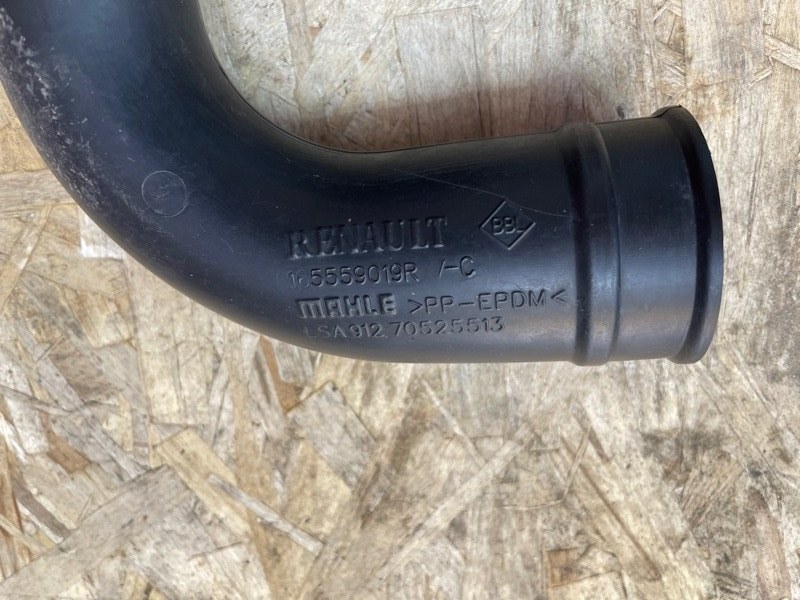 RENAULT BBL
165559019R /-C
MAHLE >PP-EPDM<
LSA912 70525513